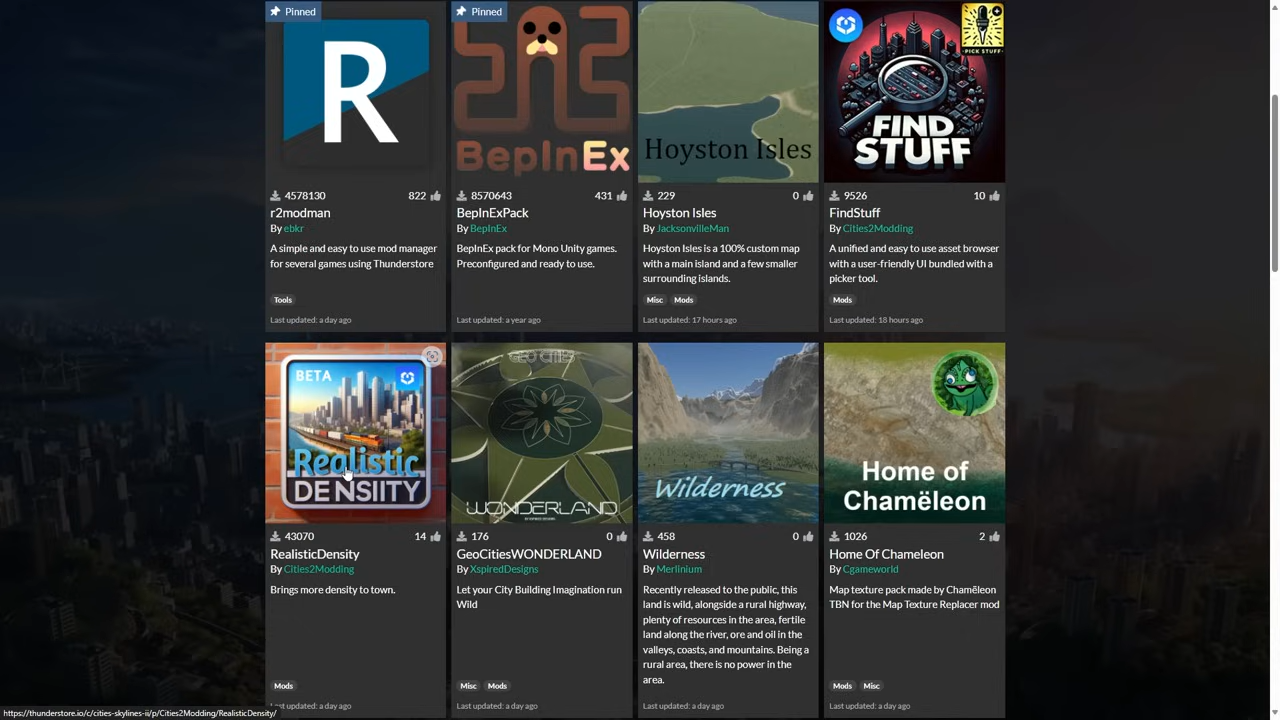 Pinned
R
4578130 822
r2modman
By ebkr
A simple and easy to use mod manager
for several games using Thunderstore
Tools
Last updated: a day ago
Pinned
BepInEx
8570643 431
BepInExPack
By BepInEx
BepInEx pack for Mono Unity games.
Preconfigured and ready to use.
Last updated: a year ago
Hoyston Isles
229 0
Hoyston Isles
By JacksonvilleMan
Hoyston Isles is a 100% custom map
with a main island and a few smaller
surrounding islands.
Misc Mods
Last updated: 17 hours ago
PICK STUFF
FIND
STUFF
9526 10
FindStuff
By Cities2Modding
A unified and easy to use asset browser
with a user-friendly UI bundled with a
picker tool.
Mods
Last updated: 18 hours ago
BETA
Realistic
DENSIITY
43070 14
RealisticDensity
By Cities2Modding
Brings more density to town.
Mods
Last updated: a day ago
GEO CITIES
WONDERLAND
176 0
GeoCitiesWONDERLAND
By XspiredDesigns
Let your City Building Imagination run
Wild
Misc Mods
Last updated: a day ago
Wilderness
458 0
Wilderness
By Merlinium
Recently released to the public, this
land is wild, alongside a rural highway,
plenty of resources in the area, fertile
land along the river, ore and oil in the
valleys, coasts, and mountains. Being a
rural area, there is no power in the
area.
Last updated: a day ago
Home of
Chamëleon
1026 2
Home Of Chameleon
By Cgameworld
Map texture pack made by Chamëleon
TBN for the Map Texture Replacer mod
Mods Misc
Last updated: a day ago
https://thunderstore.io/c/cities-skylines-ii/p/Cities2Modding/RealisticDensity/